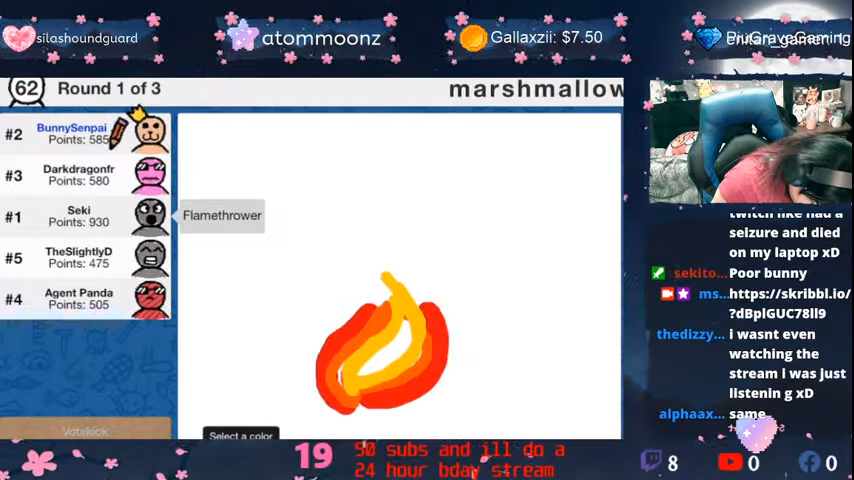 silashoundguard
atommoonz
Gallaxzii: $7.50
62
Round 1 of 3
marshmallow
#2
BunnySenpai
Points: 585
#3
Darkdragonfr
Points: 580
#1
Seki
Points: 930
Flamethrower
#5
TheSlightlyD
Points: 475
#4
Agent Panda
Points: 505
Votekick
Select a color
twitch like had a
seizure and died
on my laptop xD
sekito... Poor bunny
ms... https://skribbl.io/
?dBplGUC78ll9
thedizzy... i wasnt even
watching the
stream I was just
listenin g xD
alphaax... same
19
50 subs and ill do a
24 hour bday stream
8
0
0